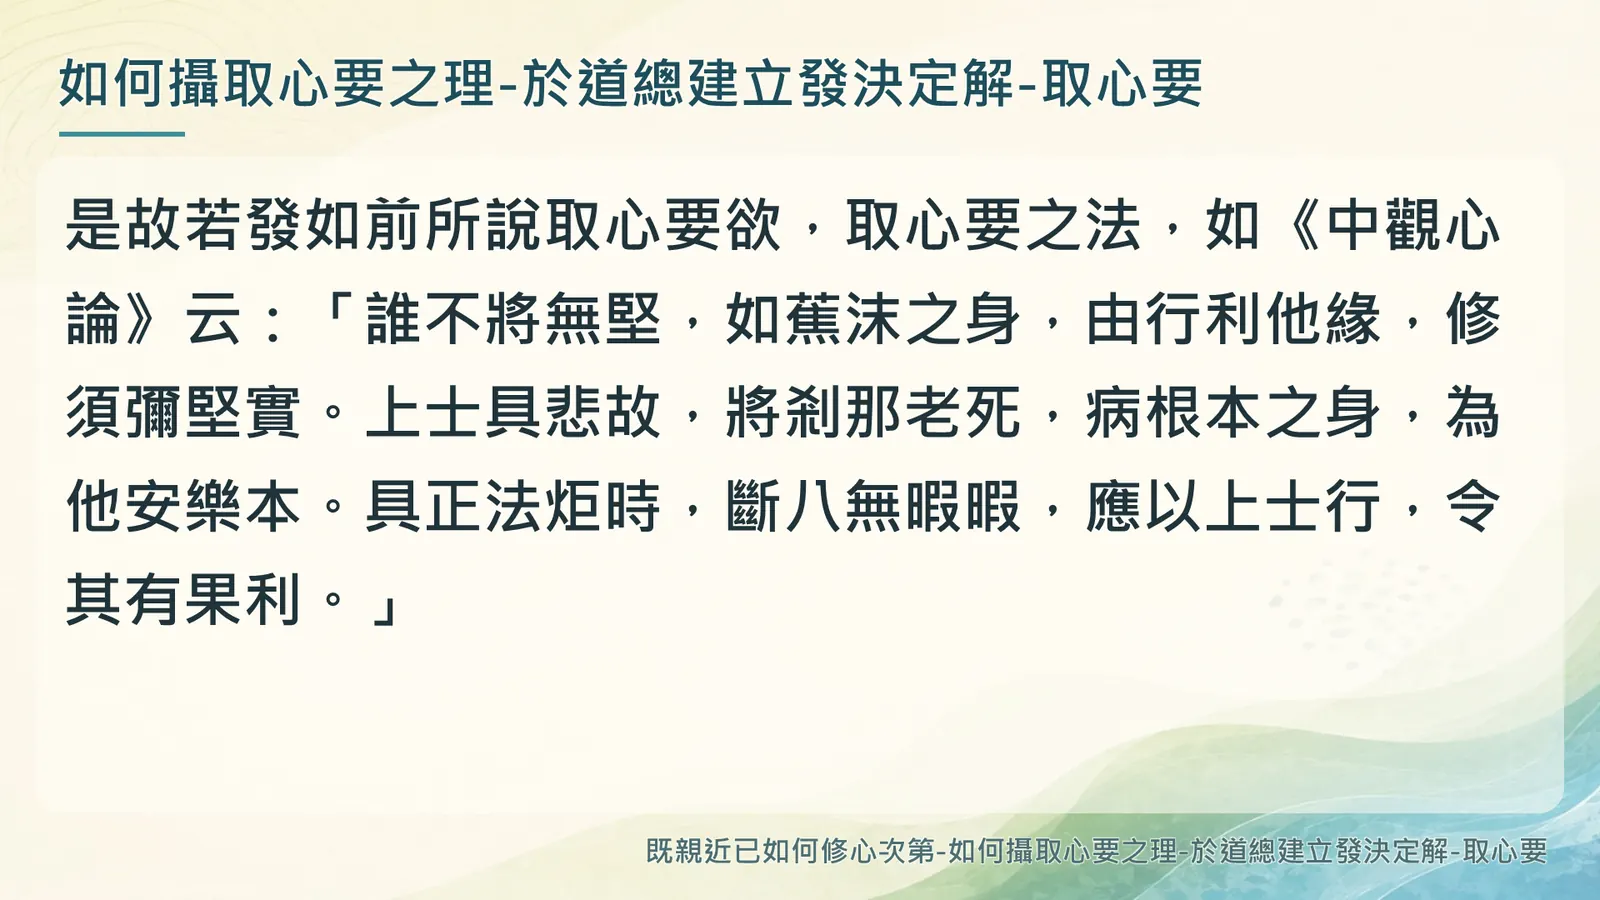 如何攝取心要之理-於道總建立發決定解-取心要
是故若發如前所說取心要欲，取心要之法，如《中觀心
論》云：「誰不將無堅，如蕉沫之身，由行利他緣，修
須彌堅實。上士具悲故，將剎那老死，病根本之身，為
他安樂本。具正法炬時，斷八無暇暇，應以上士行，令
其有果利。」
既親近已如何修心次第-如何攝取心要之理-於道總建立發決定解-取心要